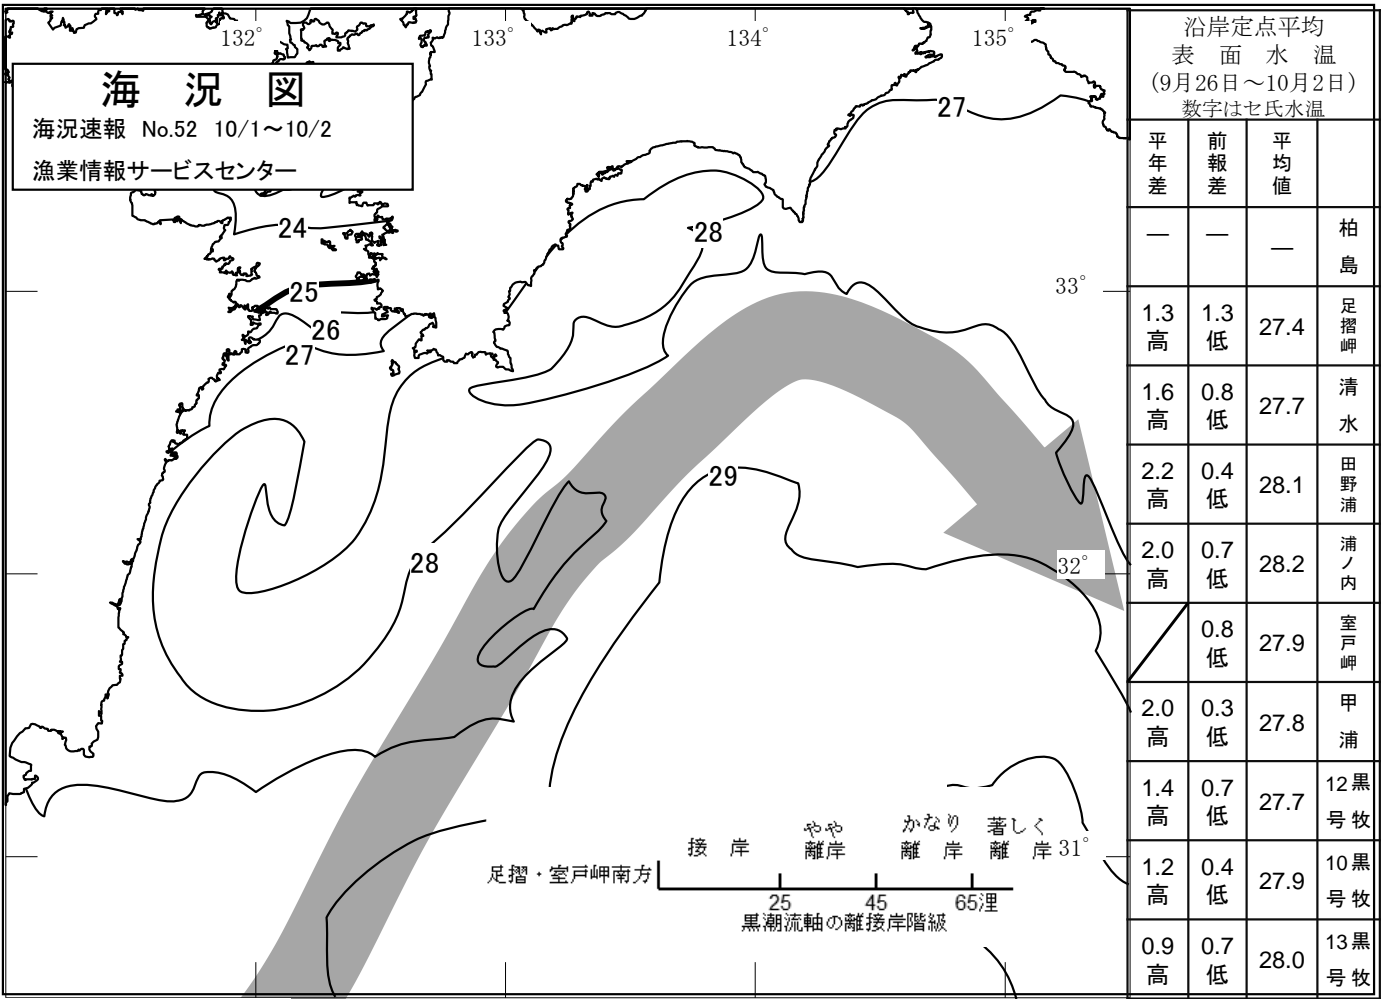 132°
133°
134°
135°
海況図
海況速報 No.52 10/1～10/2
漁業情報サービスセンター
27
24
28
25
26
27
33°
29
28
32°
31°
接岸
やや
離岸
かなり
離岸
著しく
離岸
足摺・室戸岬南方
25
45
65浬
黒潮流軸の離接岸階級
沿岸定点平均
表面水温
(9月26日～10月2日)
数字はセ氏水温
平年差 前報差 平均値
― ― ― 柏島
1.3高 1.3低 27.4 足摺岬
1.6高 0.8低 27.7 清水
2.2高 0.4低 28.1 田野浦
2.0高 0.7低 28.2 浦ノ内
0.8低 27.9 室戸岬
2.0高 0.3低 27.8 甲浦
1.4高 0.7低 27.7 黒牧12号
1.2高 0.4低 27.9 黒牧10号
0.9高 0.7低 28.0 黒牧13号